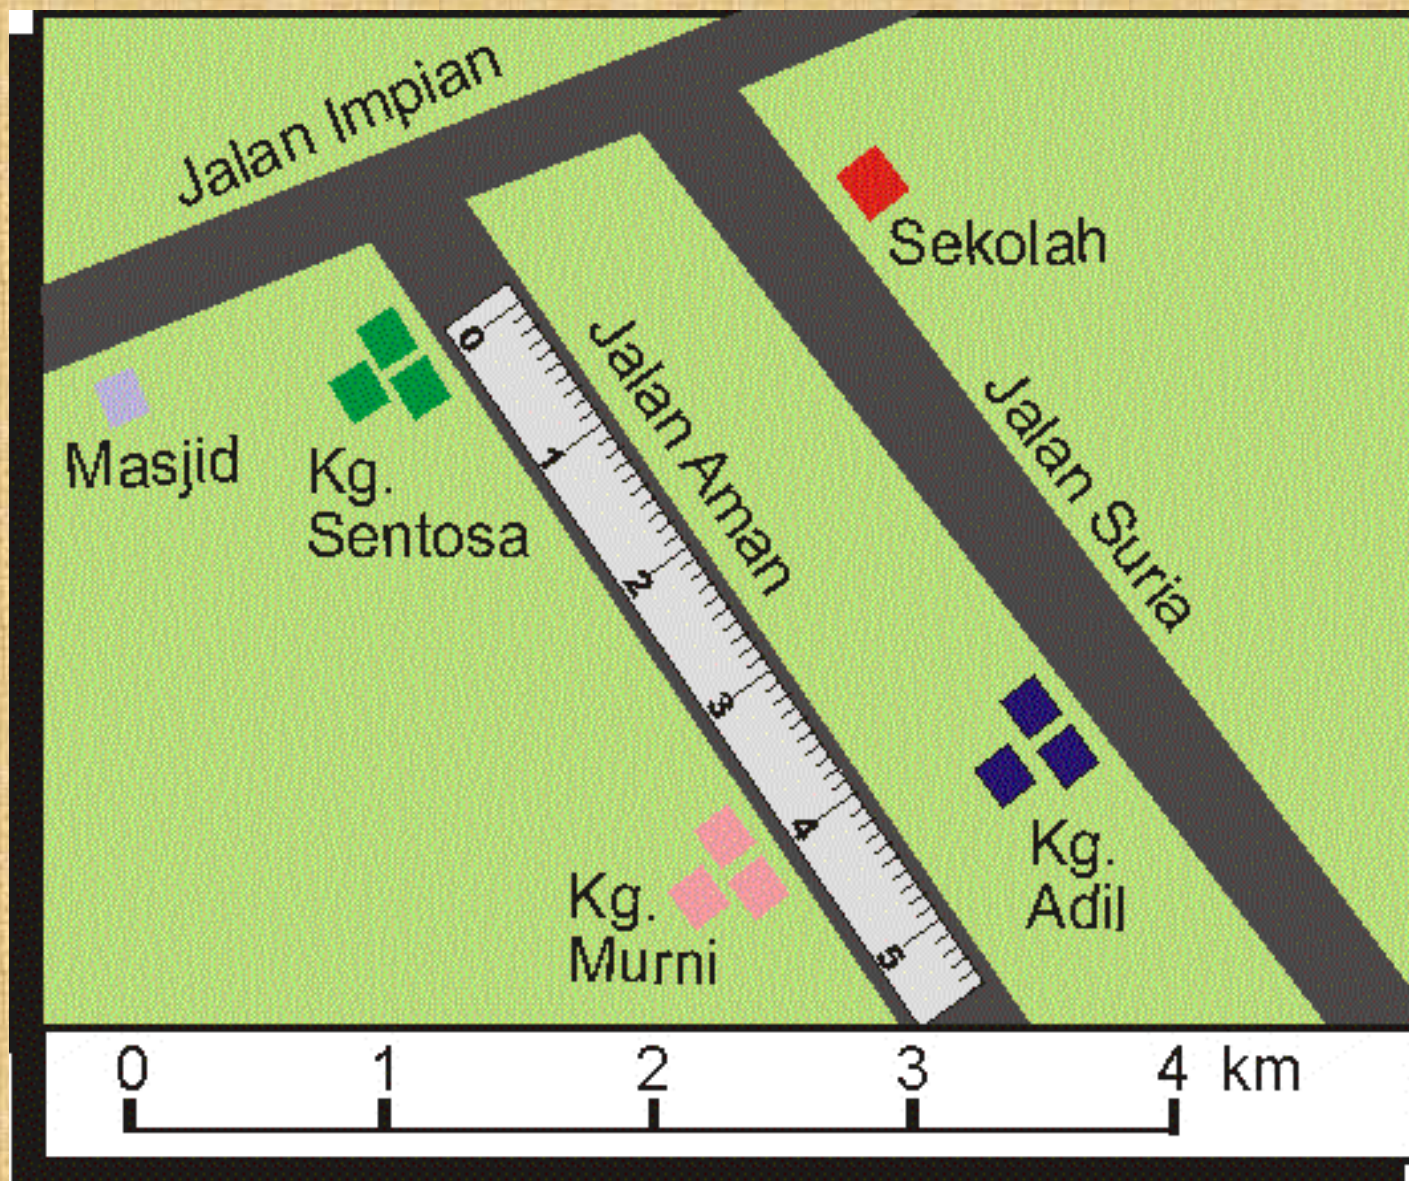 Jalan Impian
Sekolah
Jalan Aman
Jalan Suria
Masjid
Kg.
Sentosa
0
1
2
3
4
5
Kg.
Murni
Kg.
Adil
0 1 2 3 4 km